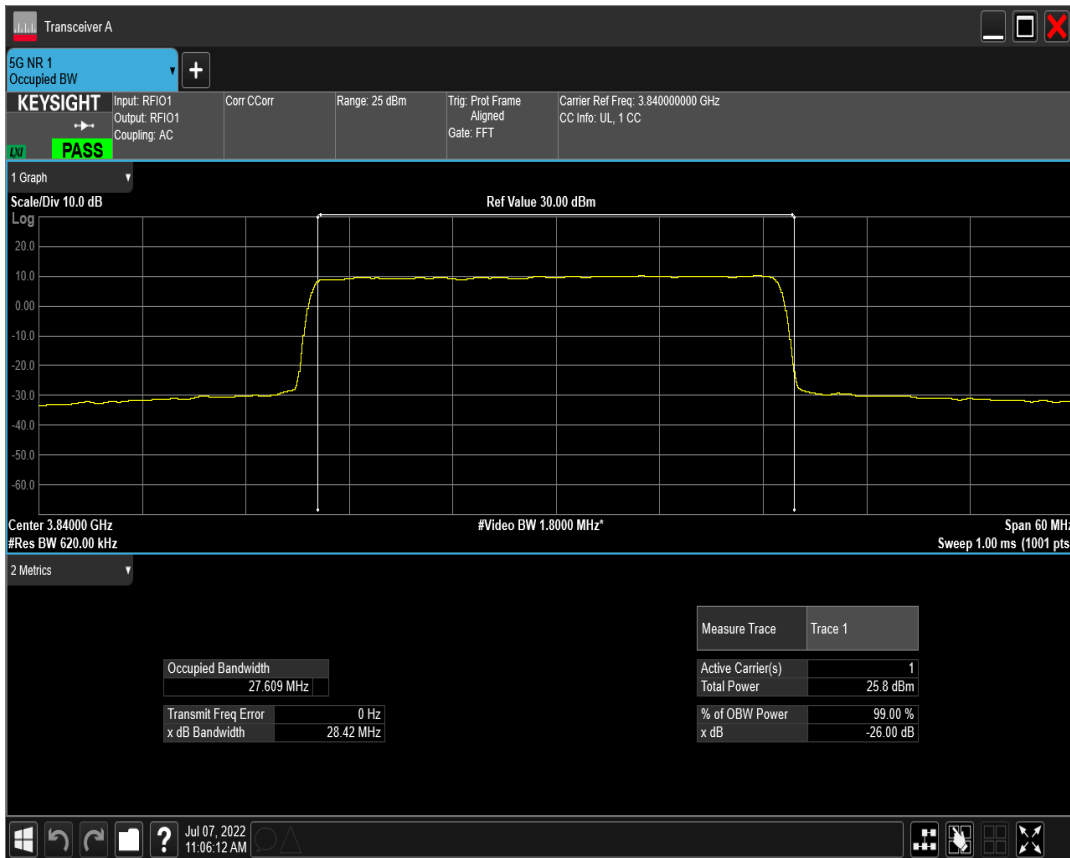 Transceiver A
5G NR 1
Occupied BW
KEYSIGHT
Input: RFIO1
Output: RFIO1
Coupling: AC
Corr CCorr
Range: 25 dBm
Trig: Prot Frame
Aligned
Gate: FFT
Carrier Ref Freq: 3.840000000 GHz
CC Info: UL, 1 CC
LXI
PASS
1 Graph
Scale/Div 10.0 dB
Ref Value 30.00 dBm
Log
20.0
10.0
0.00
-10.0
-20.0
-30.0
-40.0
-50.0
-60.0
Center 3.84000 GHz
#Video BW 1.8000 MHz*
Span 60 MHz
#Res BW 620.00 kHz
Sweep 1.00 ms (1001 pts
2 Metrics
Measure Trace Trace 1
Occupied Bandwidth
27.609 MHz
Active Carrier(s) 1
Total Power 25.8 dBm
Transmit Freq Error 0 Hz
x dB Bandwidth 28.42 MHz
% of OBW Power 99.00 %
x dB -26.00 dB
?
Jul 07, 2022
11:06:12 AM